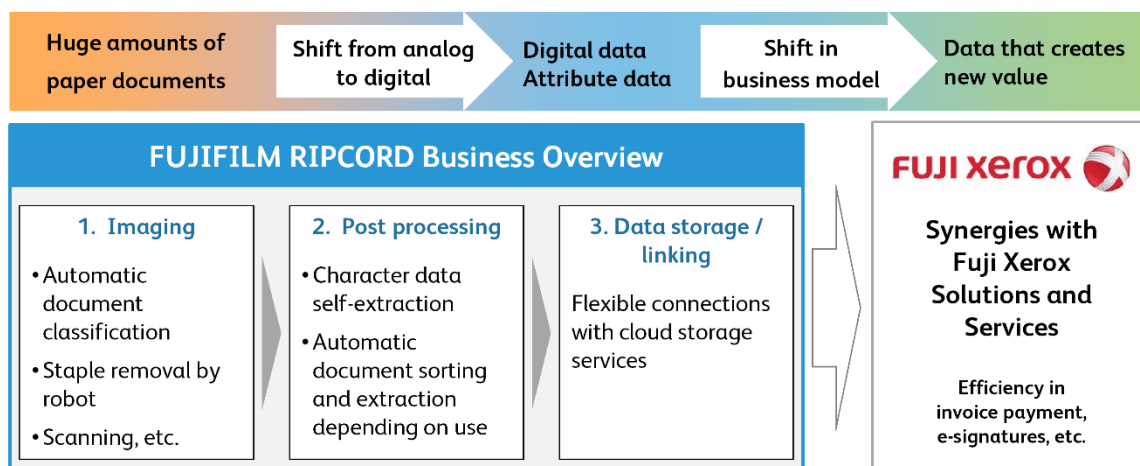 Huge amounts of
paper documents
Shift from analog
to digital
Digital data
Attribute data
Shift in
business model
Data that creates
new value
FUJIFILM RIPCORD Business Overview
1. Imaging
• Automatic
document
classification
• Staple removal by
robot
• Scanning, etc.
2. Post processing
• Character data
self-extraction
• Automatic
document sorting
and extraction
depending on use
3. Data storage /
linking
Flexible connections
with cloud storage
services
FUJI xerox
Synergies with
Fuji Xerox
Solutions and
Services
Efficiency in
invoice payment,
e-signatures, etc.